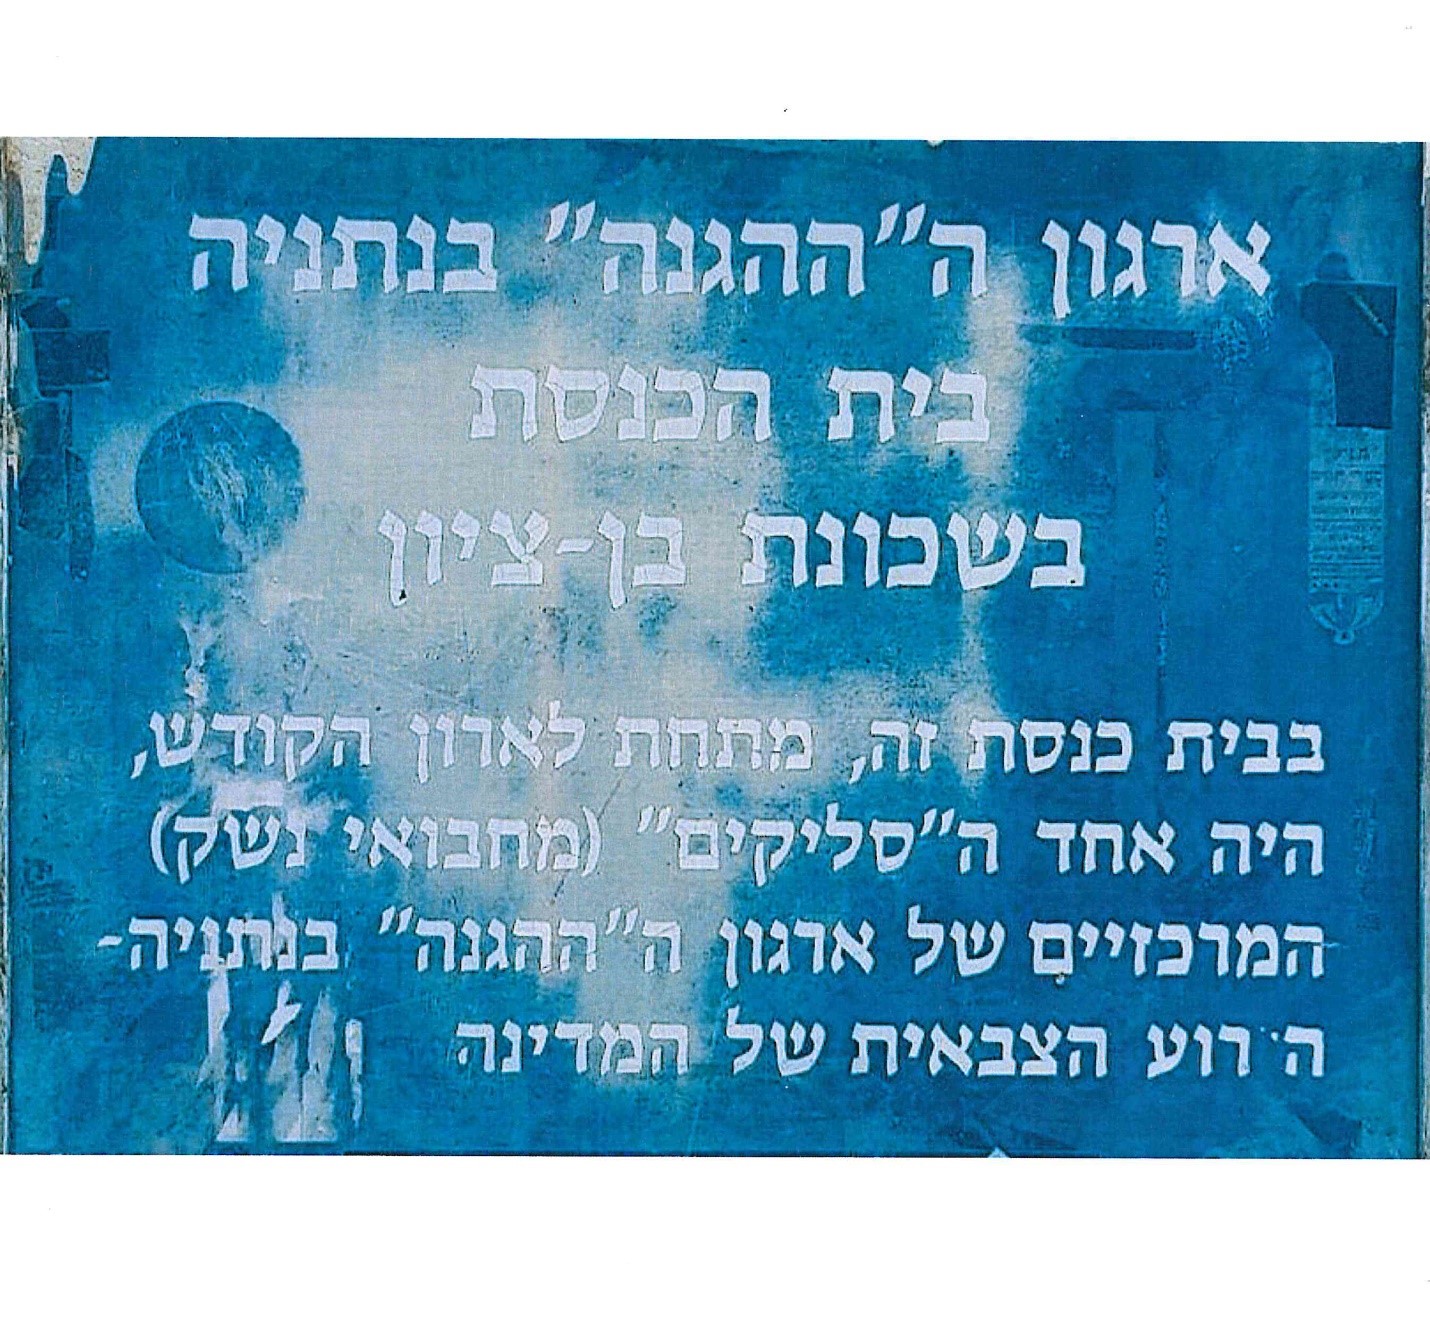 ארגון ה"ההגנה" בנתניה
בית הכנסת
בשכונת בן-ציון
בבית כנסת זה, מתחת לארון הקודש,
היה אחד ה"סליקים" (מחבואי נשק)
המרכזיים של ארגון ה"ההגנה" בנתניה-
הצבאית של המדינה